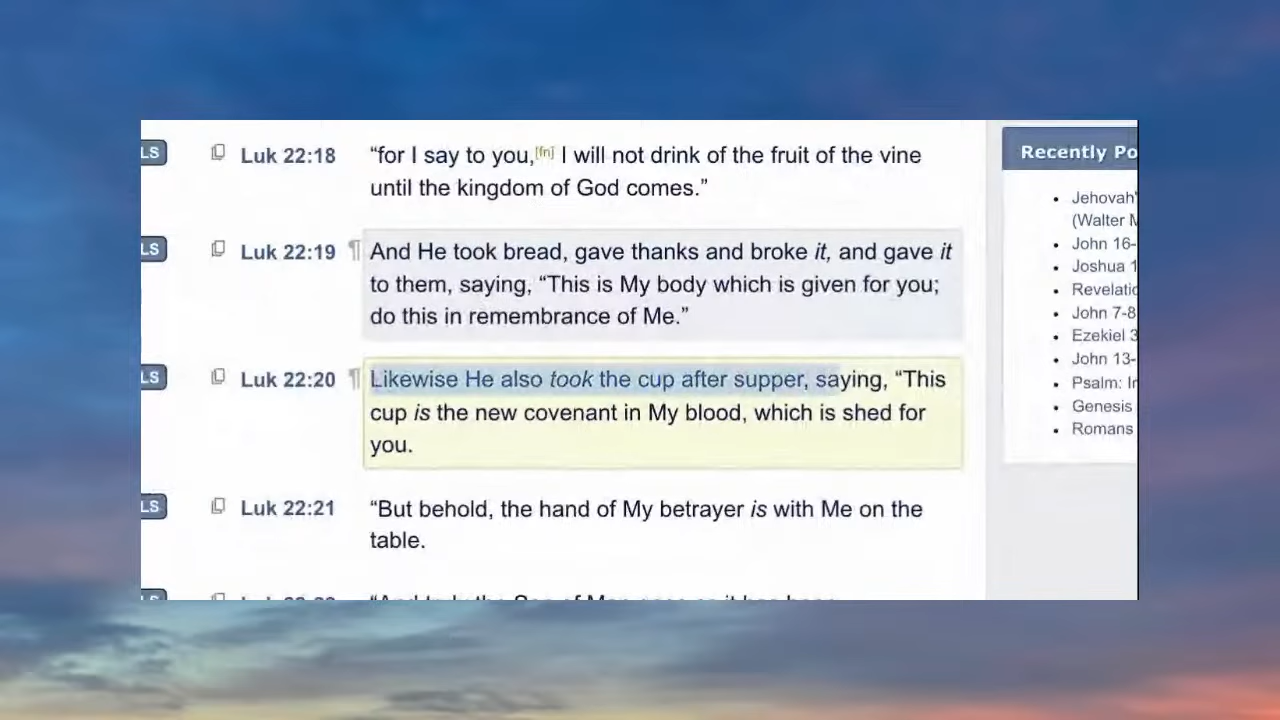 LS Luk 22:18 “for I say to you,[fn] I will not drink of the fruit of the vine
until the kingdom of God comes.”
LS Luk 22:19 ¶ And He took bread, gave thanks and broke it, and gave it
to them, saying, “This is My body which is given for you;
do this in remembrance of Me.”
LS Luk 22:20 ¶ Likewise He also took the cup after supper, saying, “This
cup is the new covenant in My blood, which is shed for
you.
LS Luk 22:21 “But behold, the hand of My betrayer is with Me on the
table.
Recently Po
• Jehovah'
(Walter M
• John 16-
• Joshua 1
• Revelatio
• John 7-8
• Ezekiel 3
• John 13-
• Psalm: In
• Genesis
• Romans